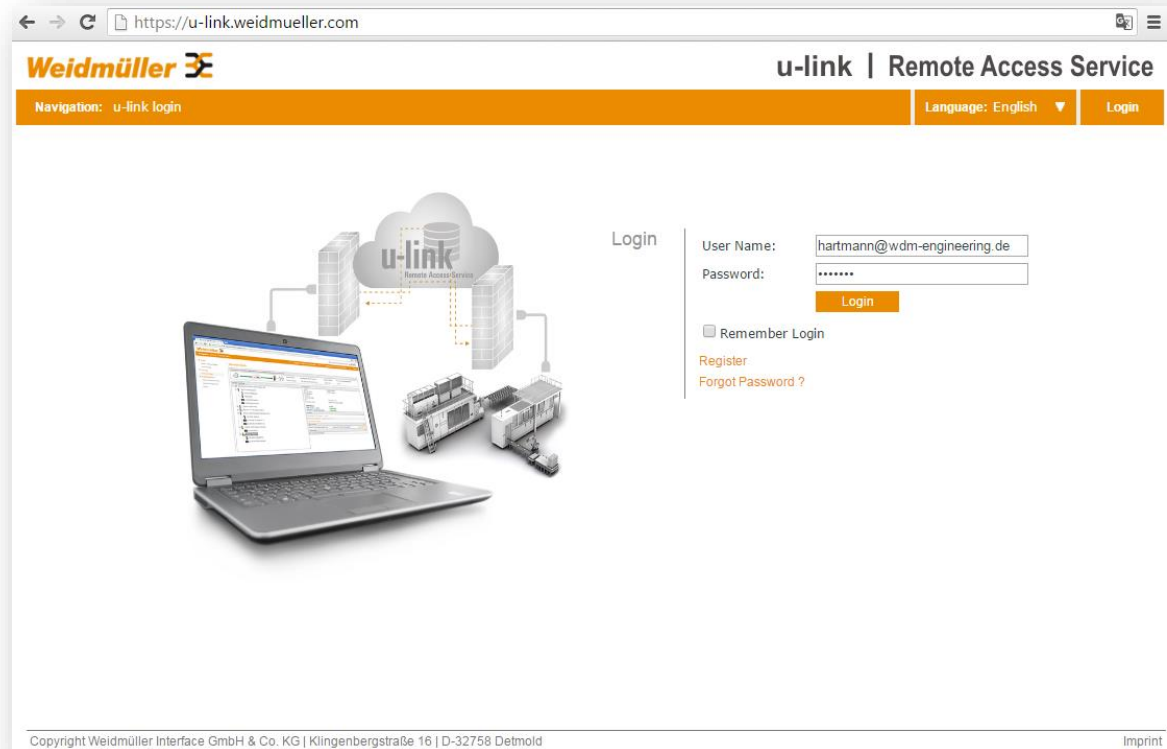 https://u-link.weidmueller.com
Weidmüller
u-link | Remote Access Service
Navigation: u-link login
Language: English ▼
Login
u-link
Remote Access Service
Login
User Name: hartmann@wdm-engineering.de
Password: •••••••
Login
Remember Login
Register
Forgot Password ?
Copyright Weidmüller Interface GmbH & Co. KG | Klingenbergstraße 16 | D-32758 Detmold
Imprint